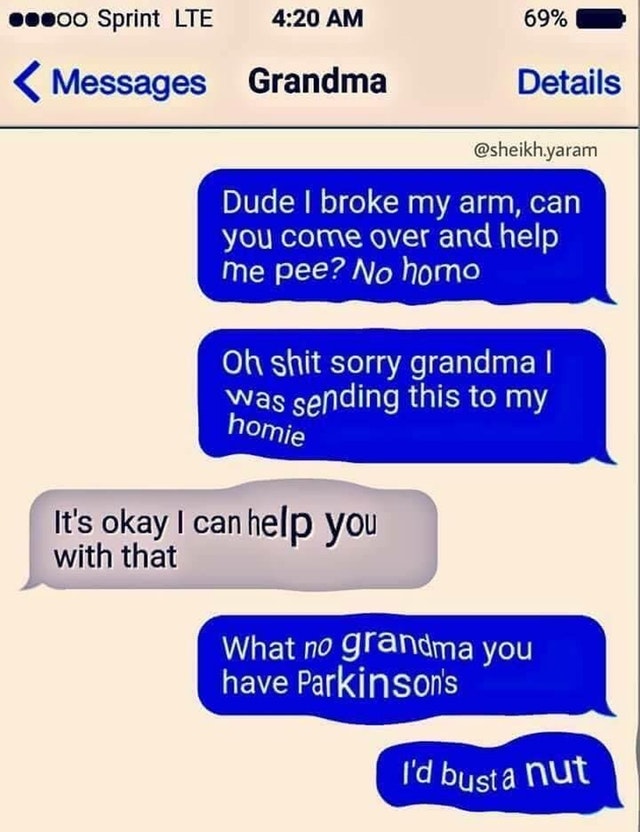 Sprint LTE 4:20 AM 69%
Messages Grandma Details
@sheikh.yaram
Dude I broke my arm, can
you come over and help
me pee? No homo
Oh shit sorry grandma I
was sending this to my
homie
It's okay I can help you
with that
What no grandma you
have Parkinson's
I'd bust a nut